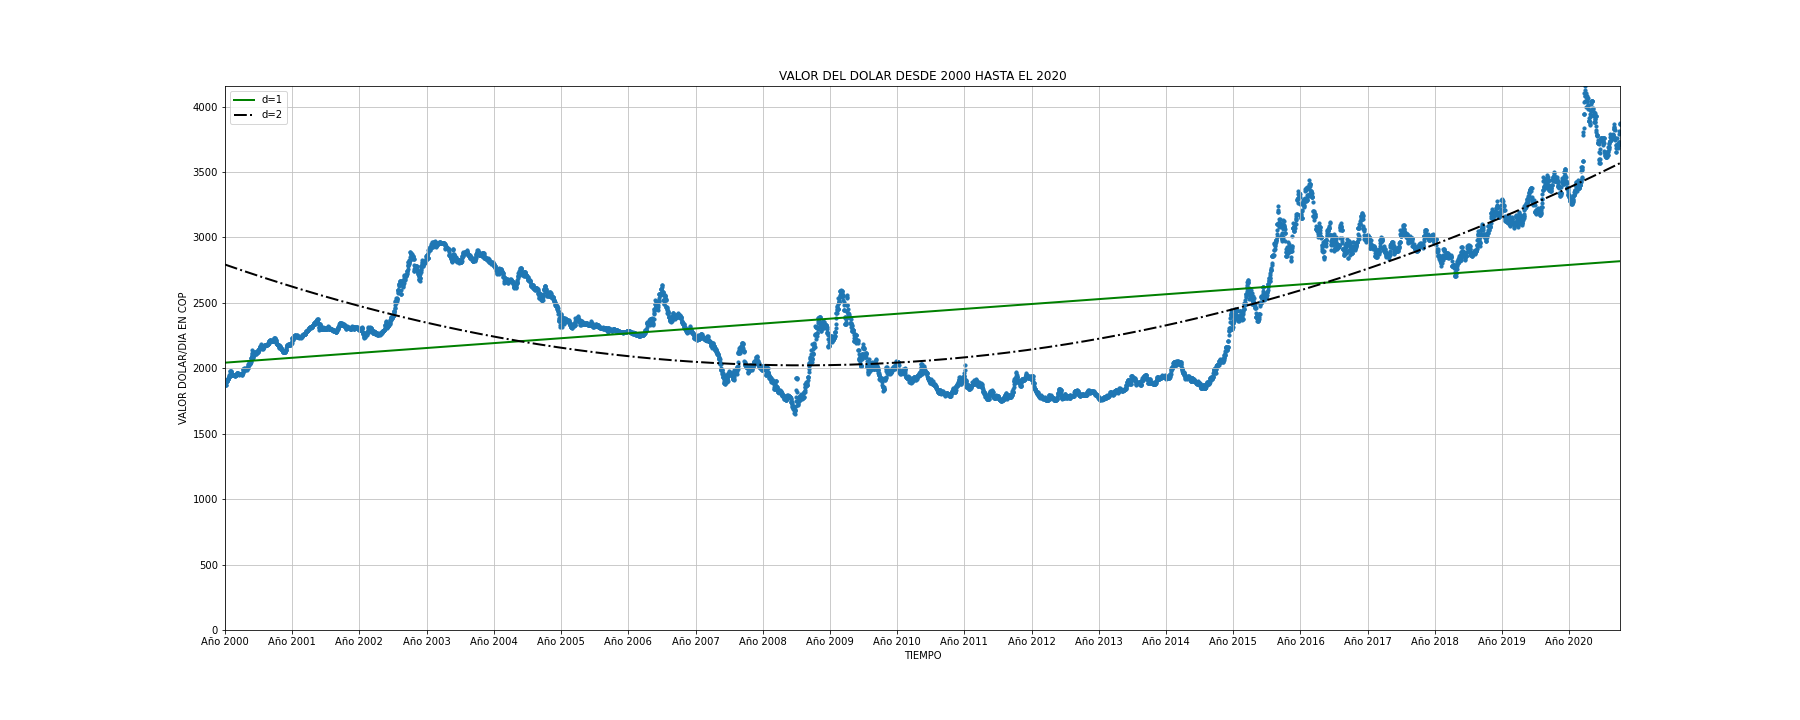 VALOR DEL DOLAR DESDE 2000 HASTA EL 2020
d=1
d=2
VALOR DOLAR/DIA EN COP
4000
3500
3000
2500
2000
1500
1000
500
0
Año 2000 Año 2001 Año 2002 Año 2003 Año 2004 Año 2005 Año 2006 Año 2007 Año 2008 Año 2009 Año 2010 Año 2011 Año 2012 Año 2013 Año 2014 Año 2015 Año 2016 Año 2017 Año 2018 Año 2019 Año 2020
TIEMPO